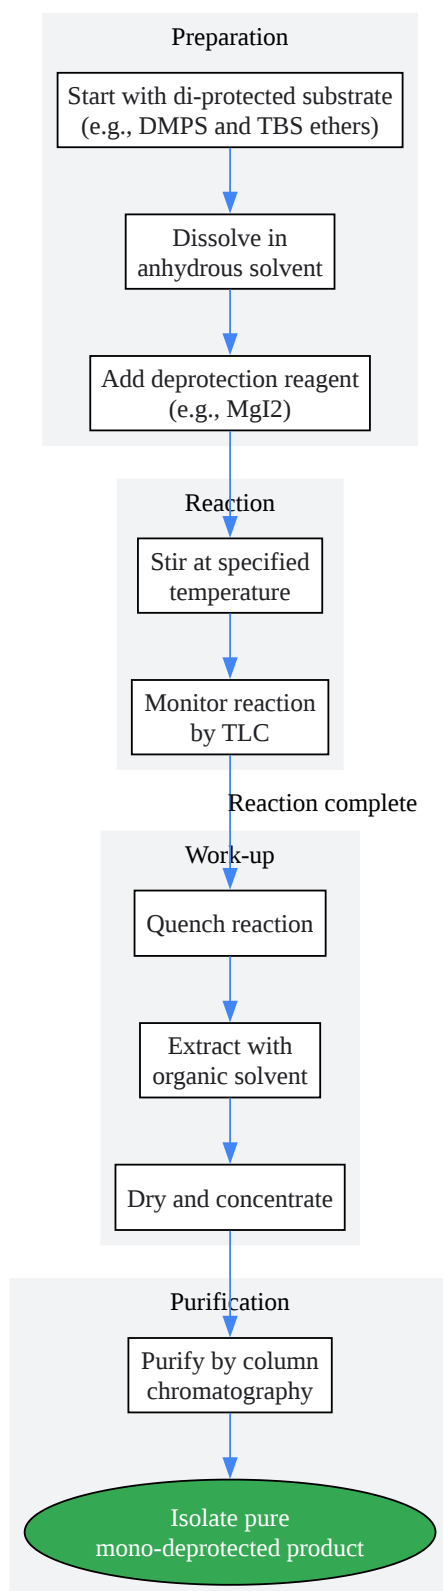 Preparation
Start with di-protected substrate
(e.g., DMPS and TBS ethers)
Dissolve in
anhydrous solvent
Add deprotection reagent
(e.g., MgI2)
Reaction
Stir at specified
temperature
Monitor reaction
by TLC
Reaction complete
Work-up
Quench reaction
Extract with
organic solvent
Dry and concentrate
Purification
Purify by column
chromatography
Isolate pure
mono-deprotected product